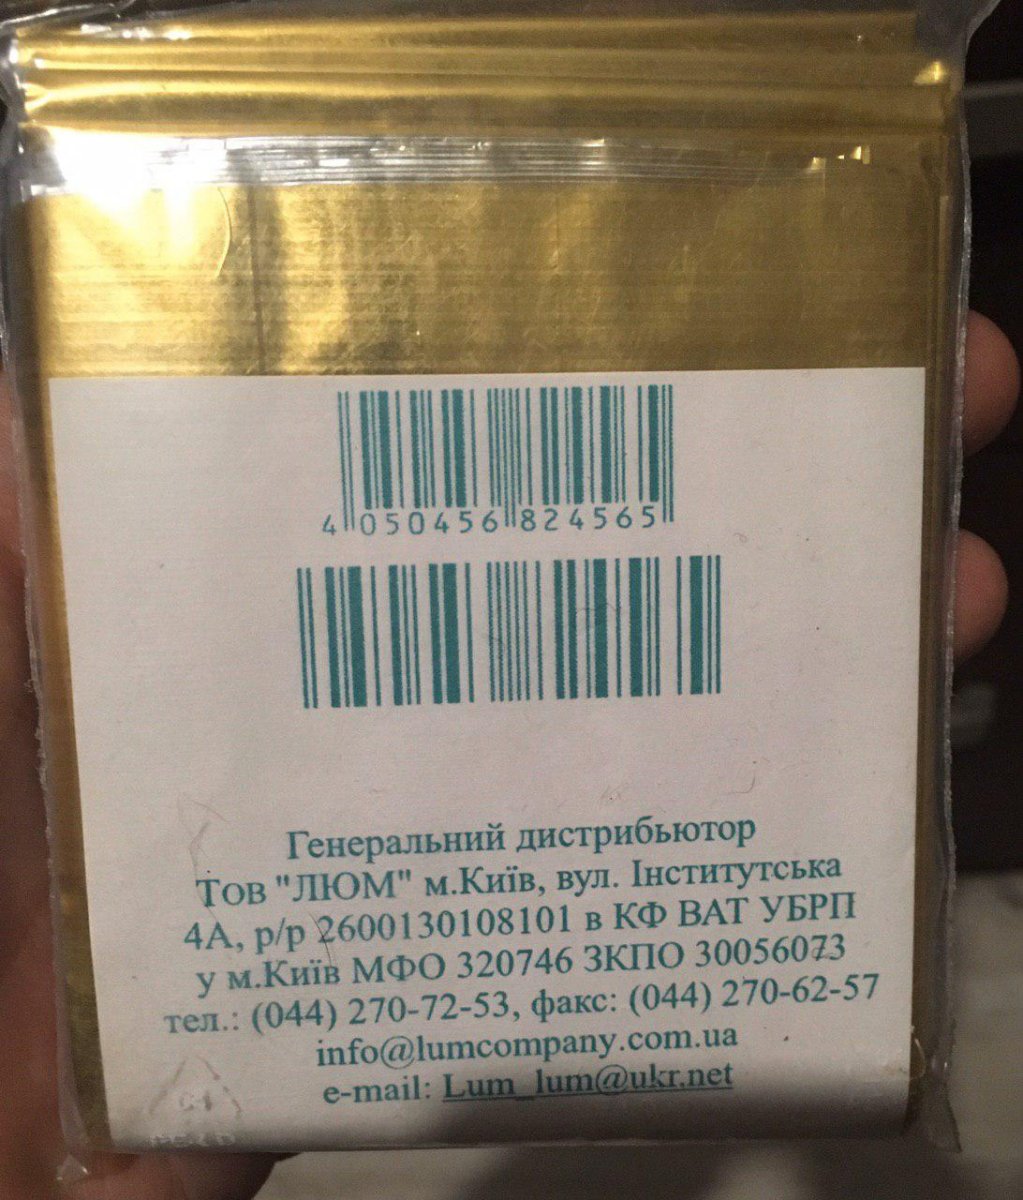 4 050456 824565
Генеральний дистрибьютор
Тов "ЛЮМ" м.Київ, вул. Інститутська
4А, р/р 2600130108101 в КФ ВАТ УБРП
у м.Київ МФО 320746 ЗКПО 30056073
тел.: (044) 270-72-53, факс: (044) 270-62-57
info@lumcompany.com.ua
e-mail: Lum_lum@ukr.net